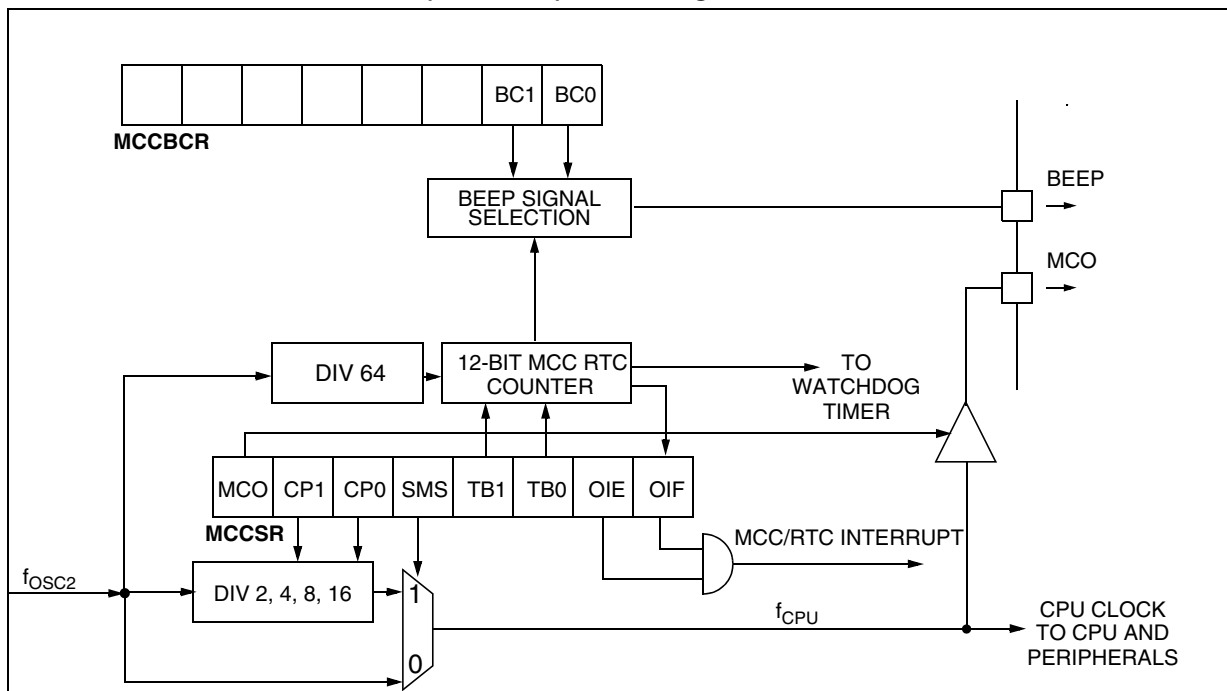 BC1 BC0
MCCBCR
BEEP SIGNAL
SELECTION
BEEP
MCO
DIV 64
12-BIT MCC RTC
COUNTER
TO
WATCHDOG
TIMER
MCO CP1 CP0 SMS TB1 TB0 OIE OIF
MCCSR
MCC/RTC INTERRUPT
fOSC2
DIV 2, 4, 8, 16
1
0
fCPU
CPU CLOCK
TO CPU AND
PERIPHERALS